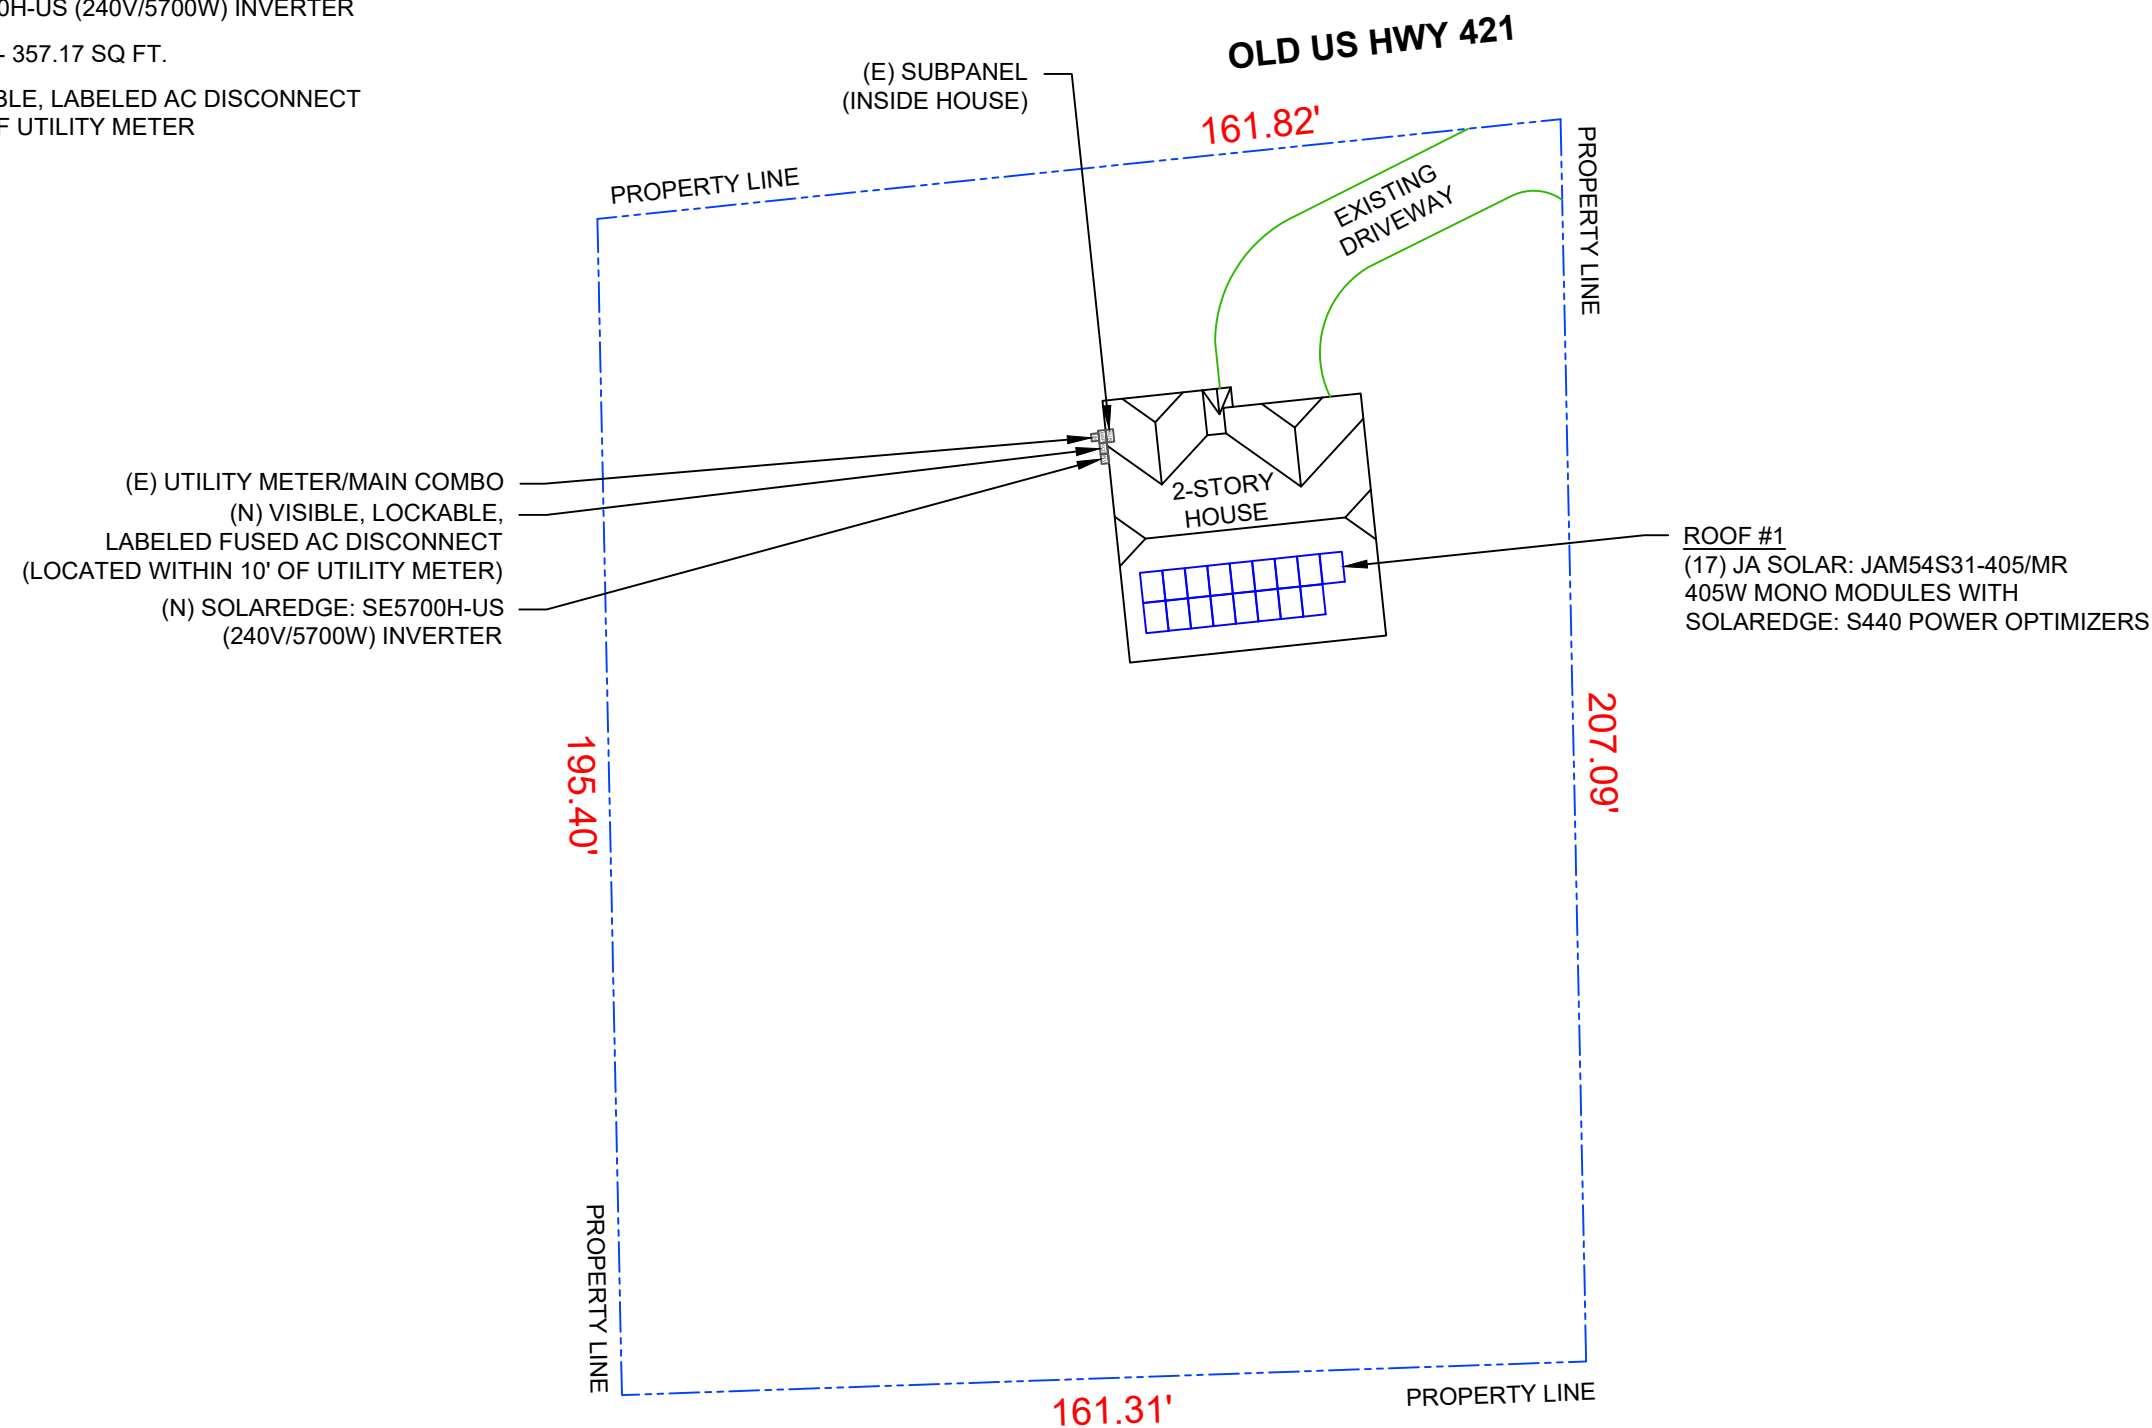 0H-US (240V/5700W) INVERTER
- 357.17 SQ FT.
BLE, LABELED AC DISCONNECT
F UTILITY METER
OLD US HWY 421
(E) SUBPANEL
(INSIDE HOUSE)
161.82'
PROPERTY LINE
PROPERTY LINE
EXISTING
DRIVEWAY
(E) UTILITY METER/MAIN COMBO
(N) VISIBLE, LOCKABLE,
LABELED FUSED AC DISCONNECT
(LOCATED WITHIN 10' OF UTILITY METER)
(N) SOLAREDGE: SE5700H-US
(240V/5700W) INVERTER
2-STORY
HOUSE
ROOF #1
(17) JA SOLAR: JAM54S31-405/MR
405W MONO MODULES WITH
SOLAREDGE: S440 POWER OPTIMIZERS
195.40'
207.09'
PROPERTY LINE
161.31'
PROPERTY LINE